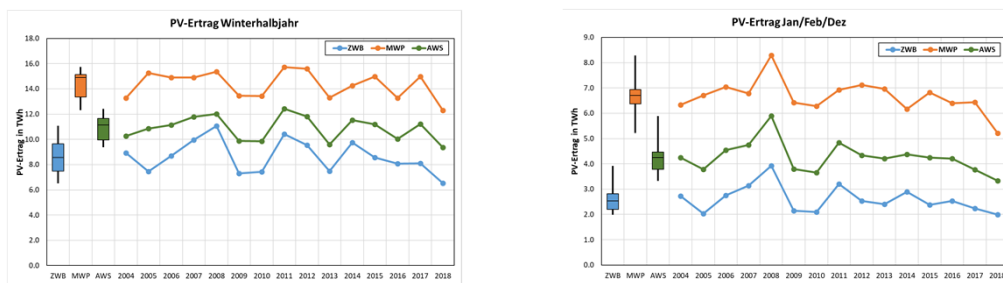 PV-Ertrag Winterhalbjahr
18.0
ZWB MWP AWS
16.0
14.0
12.0
10.0
8.0
6.0
4.0
2.0
0.0
PV-Ertrag in TWh
ZWB MWP AWS 2004 2005 2006 2007 2008 2009 2010 2011 2012 2013 2014 2015 2016 2017 2018
PV-Ertrag Jan/Feb/Dez
9.0
ZWB MWP AWS
8.0
7.0
6.0
5.0
4.0
3.0
2.0
1.0
0.0
PV-Ertrag in TWh
ZWB MWP AWS 2004 2005 2006 2007 2008 2009 2010 2011 2012 2013 2014 2015 2016 2017 2018